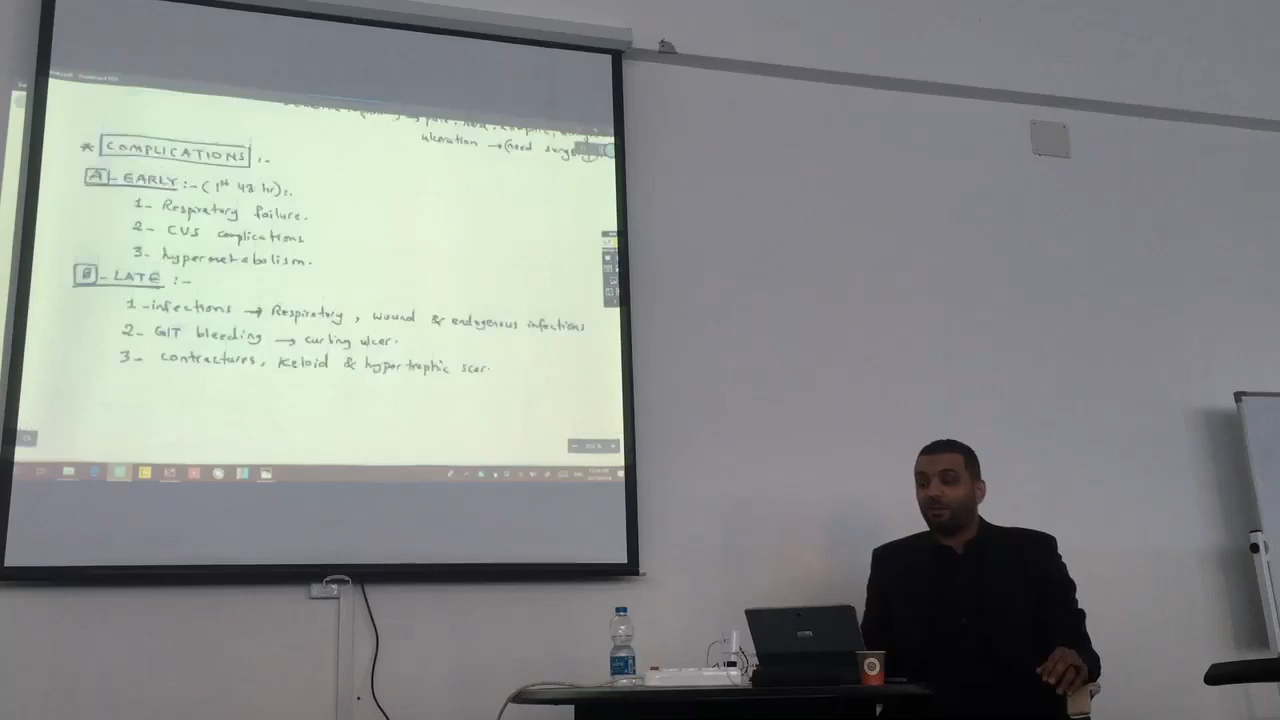 ulceration → (need surgery)
* COMPLICATIONS :-
A - EARLY :- (1st 48 hr) :.
1- Respiratory failure.
2- CVS complications
3- hypermetabolism.
B - LATE :-
1- infections → Respiratory, wound & endogenous infections
2- GIT bleeding → curling ulcer.
3- contractures, Keloid & hypertrophic scar.